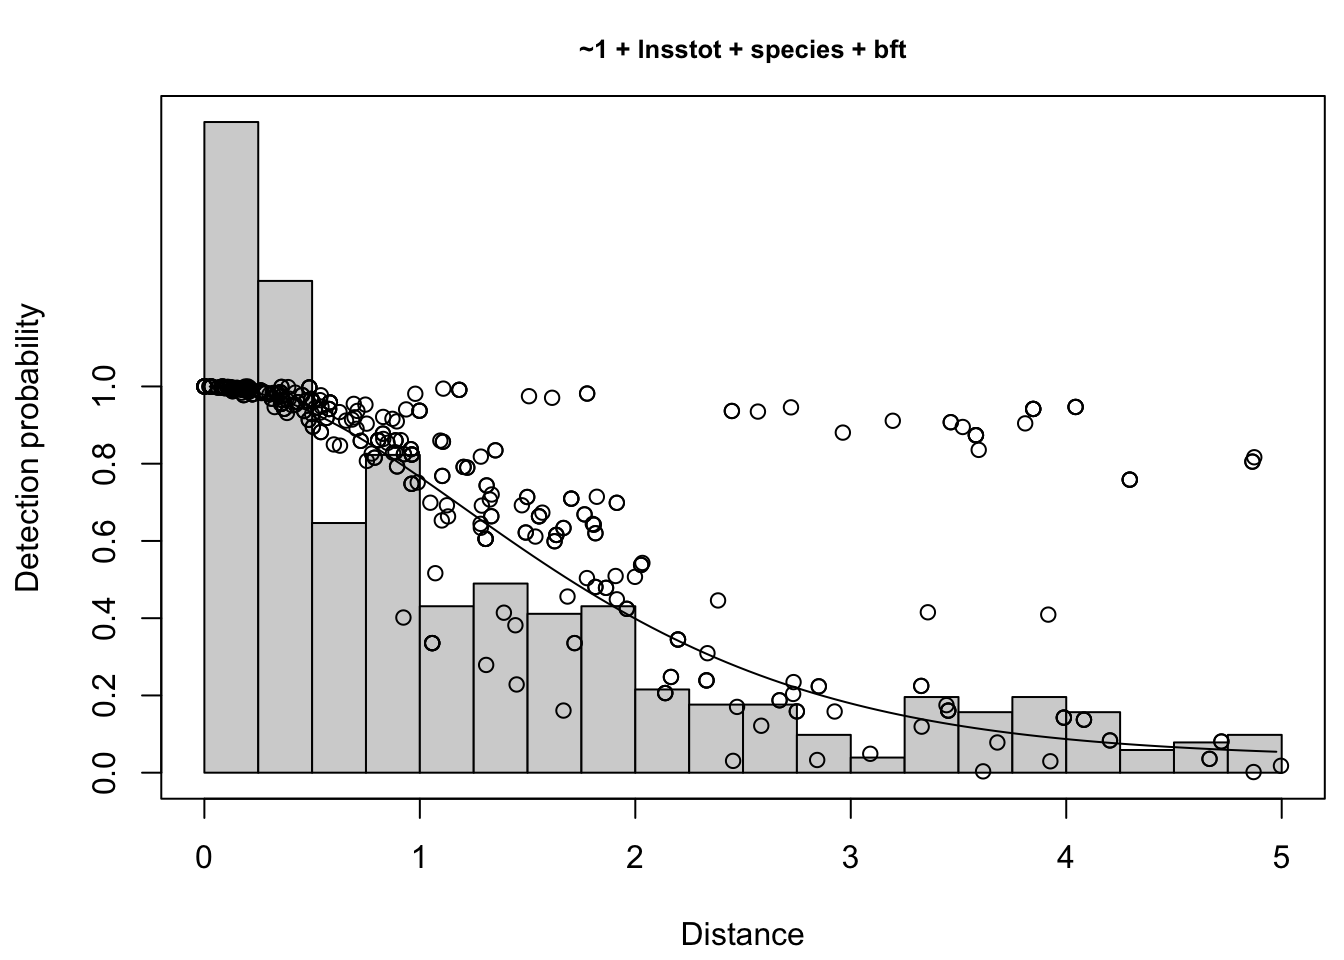 ~1 + lnsstot + species + bft
Detection probability
1.0
0.8
0.6
0.4
0.2
0.0
0 1 2 3 4 5
Distance